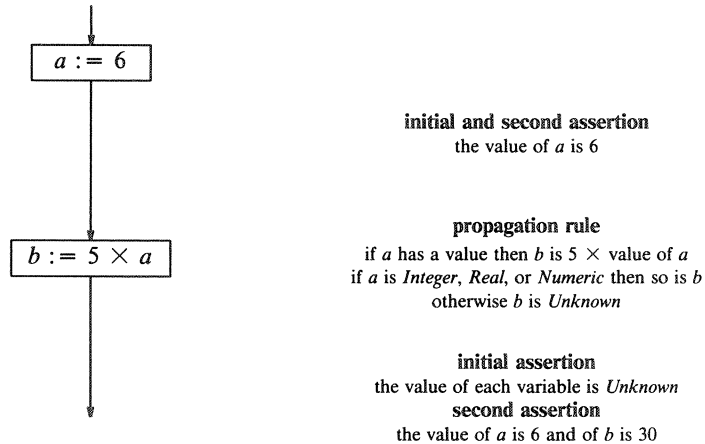 a := 6
initial and second assertion
the value of a is 6
propagation rule
b := 5 × a
if a has a value then b is 5 × value of a
if a is Integer, Real, or Numeric then so is b
otherwise b is Unknown
initial assertion
the value of each variable is Unknown
second assertion
the value of a is 6 and of b is 30